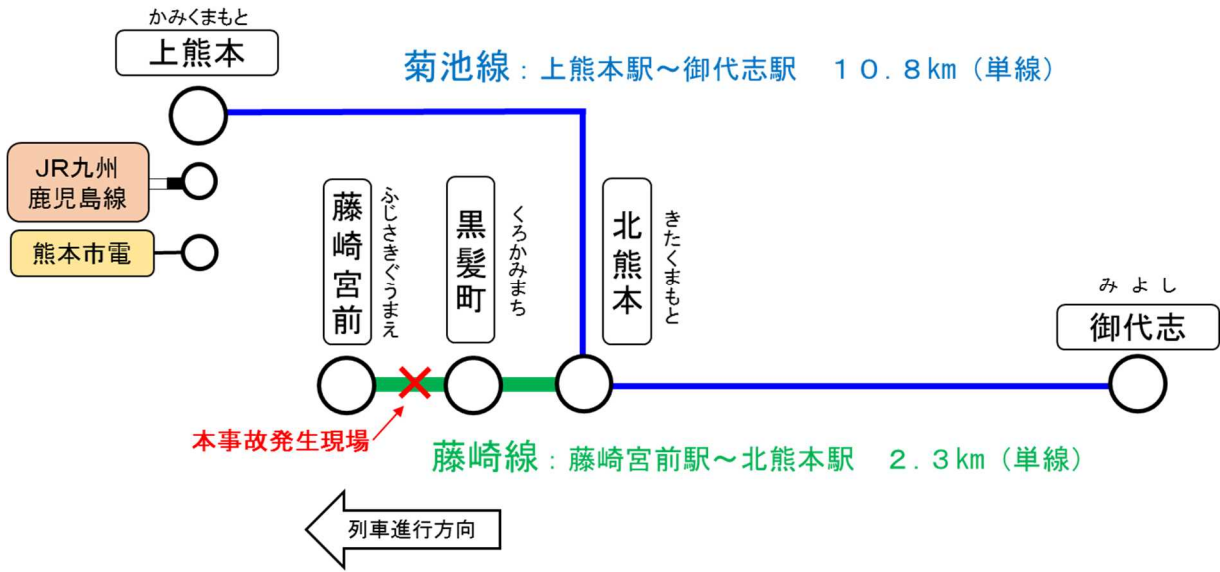 かみくまもと
上熊本
菊池線：上熊本駅～御代志駅　１０.８km（単線）
JR九州
鹿児島線
熊本市電
藤崎宮前
ふじさきぐうまえ
黒髪町
くろかみまち
北熊本
きたくまもと
みよし
御代志
本事故発生現場
藤崎線：藤崎宮前駅～北熊本駅　２.３km（単線）
列車進行方向